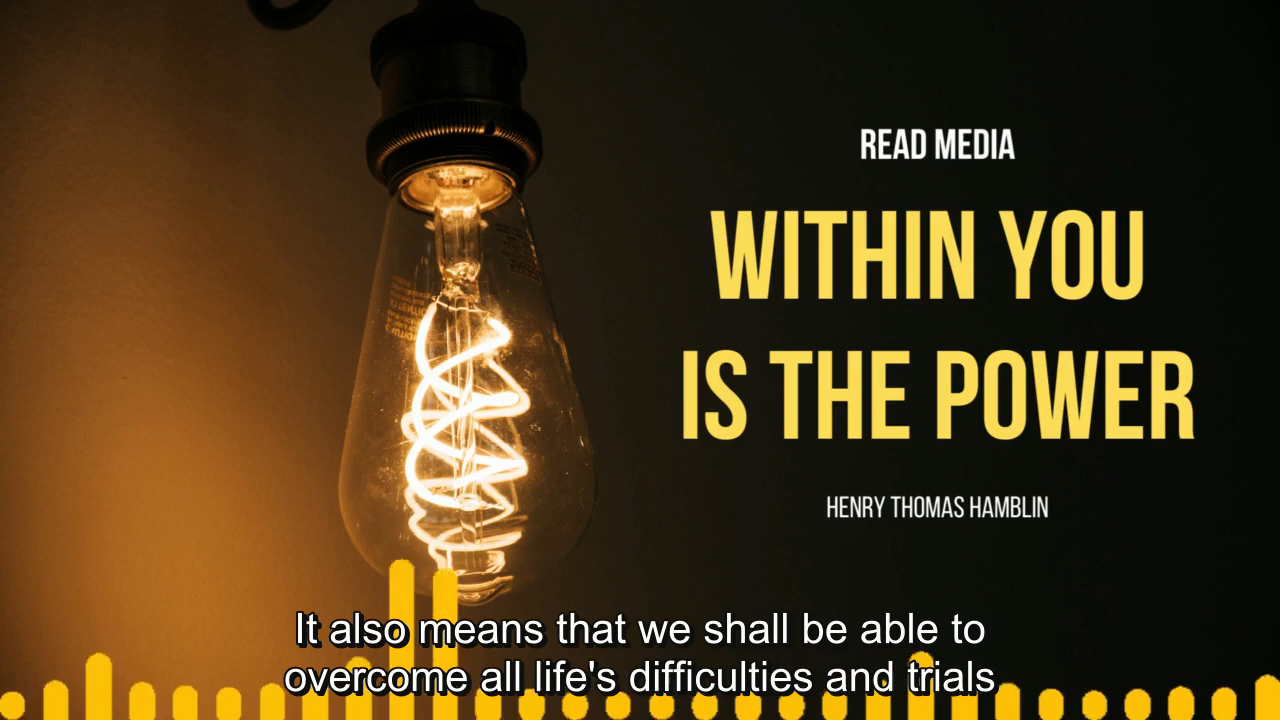 READ MEDIA
WITHIN YOU
IS THE POWER
HENRY THOMAS HAMBLIN
It also means that we shall be able to
overcome all life's difficulties and trials